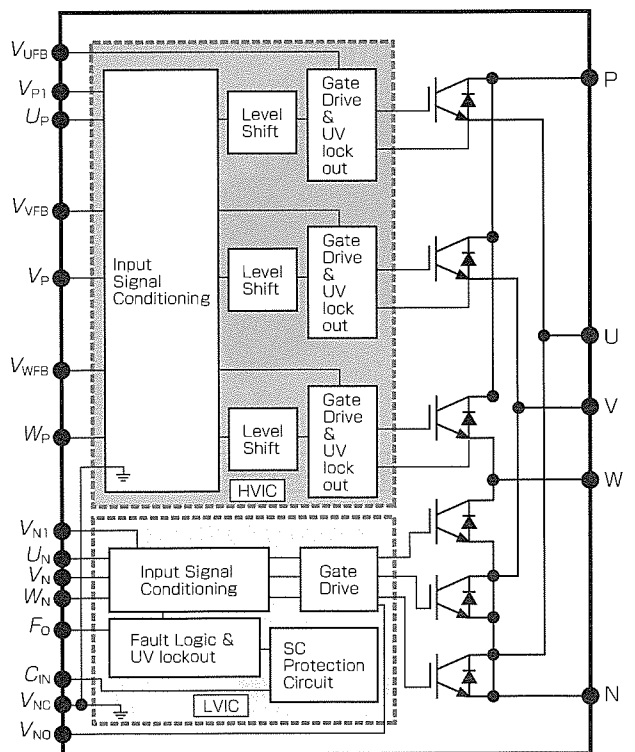 VUFB
VP1
UP
VVFB
VP
VWFB
WP
VN1
UN
VN
WN
FO
CIN
VNC
VNO
Input
Signal
Conditioning
Level
Shift
Gate
Drive
&
UV
lock
out
Level
Shift
Gate
Drive
&
UV
lock
out
Level
Shift
Gate
Drive
&
UV
lock
out
HVIC
Input Signal
Conditioning
Gate
Drive
Fault Logic &
UV lockout
SC
Protection
Circuit
LVIC
P
U
V
W
N